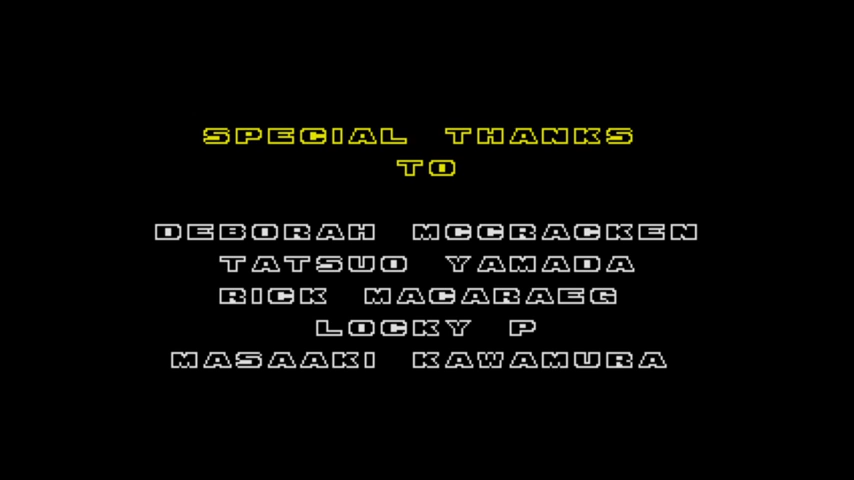 SPECIAL THANKS
TO
DEBORAH MCCRACKEN
TATSUO YAMADA
RICK MACARAEG
LOCKY P
MASAAKI KAWAMURA